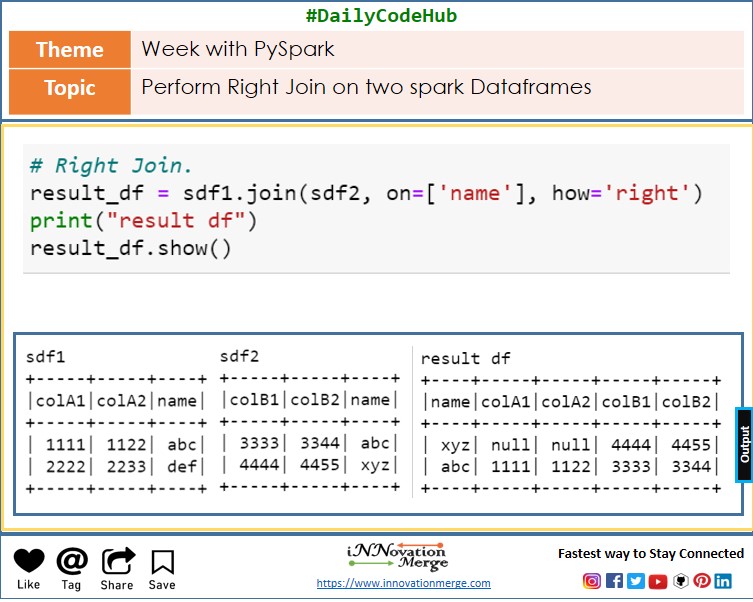 #DailyCodeHub
Theme
Week with PySpark
Topic
Perform Right Join on two spark Dataframes
# Right Join.
result_df = sdf1.join(sdf2, on=['name'], how='right')
print("result df")
result_df.show()
sdf1
+-----+-----+----+
|colA1|colA2|name|
+-----+-----+----+
| 1111| 1122| abc|
| 2222| 2233| def|
+-----+-----+----+
sdf2
+-----+-----+----+
|colB1|colB2|name|
+-----+-----+----+
| 3333| 3344| abc|
| 4444| 4455| xyz|
+-----+-----+----+
result df
+----+-----+-----+-----+-----+
|name|colA1|colA2|colB1|colB2|
+----+-----+-----+-----+-----+
| xyz| null| null| 4444| 4455|
| abc| 1111| 1122| 3333| 3344|
+----+-----+-----+-----+-----+
Output
Like
Tag
Share
Save
iNNovation
Merge
https://www.innovationmerge.com
Fastest way to Stay Connected